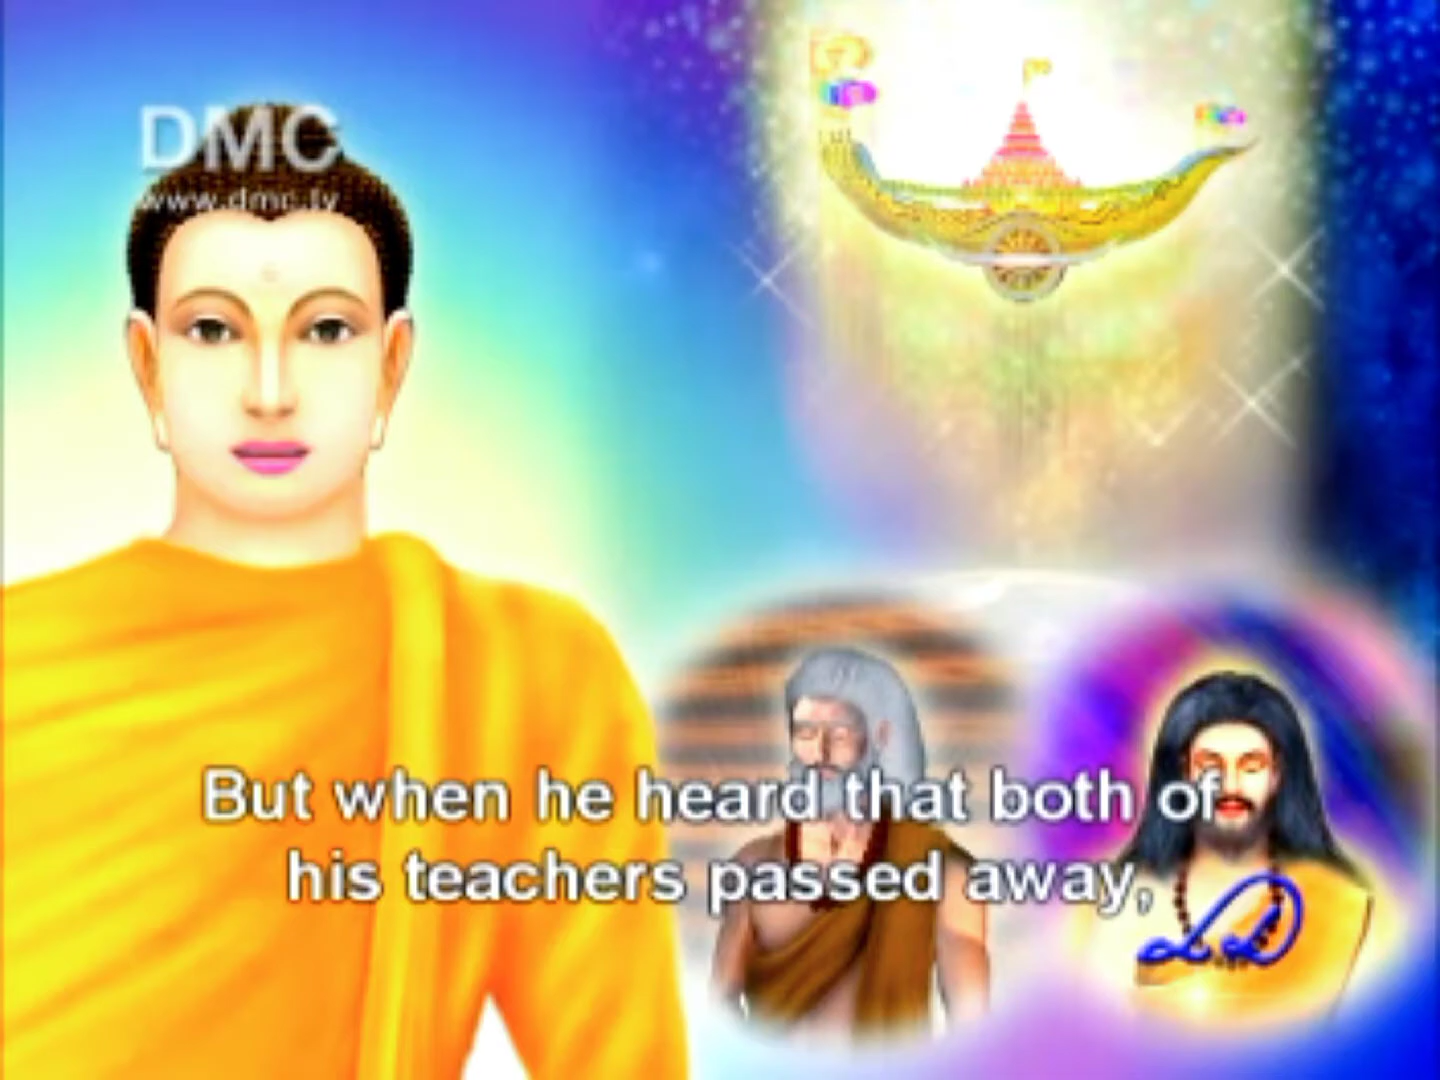 DMC
www.dmc.tv
But when he heard that both of
his teachers passed away,